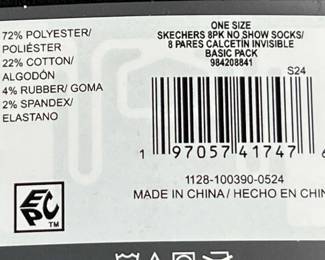 72% POLYESTER/
POLIÉSTER
22% COTTON/
ALGODÓN
4% RUBBER/ GOMA
2% SPANDEX/
ELASTANO
EPC
TM
ONE SIZE
SKECHERS 8PK NO SHOW SOCKS/
8 PARES CALCETIN INVISIBLE
BASIC PACK
984208841
S24
1 97057 41747 6
1128-100390-0524
MADE IN CHINA / HECHO EN CHIN